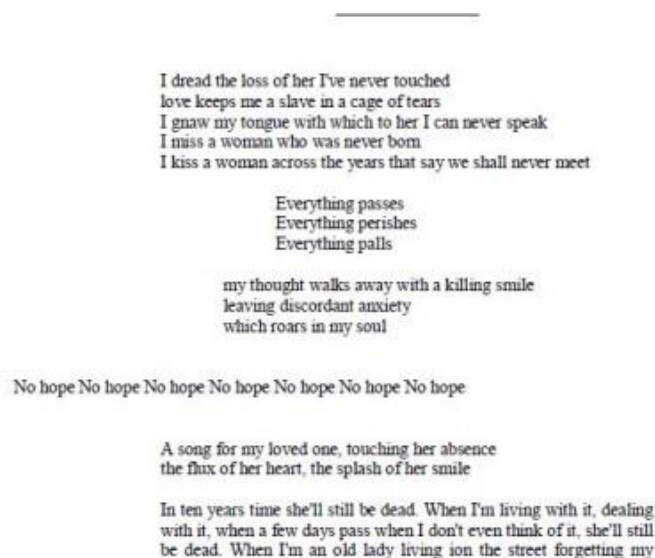 I dread the loss of her I've never touched
love keeps me a slave in a cage of tears
I gnaw my tongue with which to her I can never speak
I miss a woman who was never born
I kiss a woman across the years that say we shall never meet
Everything passes
Everything perishes
Everything palls
my thought walks away with a killing smile
leaving discordant anxiety
which roars in my soul
No hope No hope No hope No hope No hope No hope No hope
A song for my loved one, touching her absence
the flux of her heart, the splash of her smile
In ten years time she'll still be dead. When I'm living with it, dealing
with it, when a few days pass when I don't even think of it, she'll still
be dead. When I'm an old lady living ion the street forgetting my